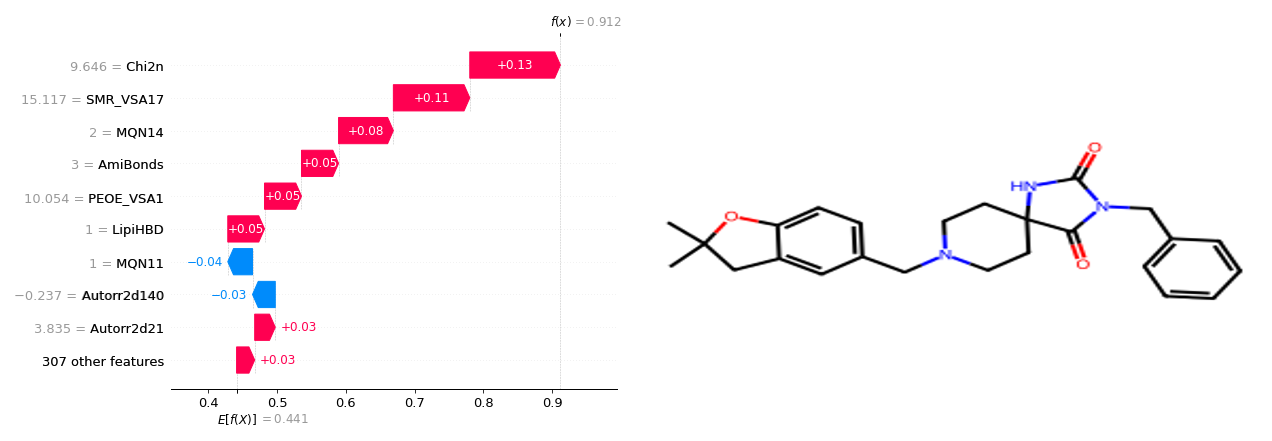 f(x) = 0.912
9.646 = Chi2n
+0.13
15.117 = SMR_VSA17
+0.11
2 = MQN14
+0.08
3 = AmiBonds
+0.05
10.054 = PEOE_VSA1
+0.05
1 = LipiHBD
+0.05
1 = MQN11
−0.04
−0.237 = Autorr2d140
−0.03
3.835 = Autorr2d21
+0.03
307 other features
+0.03
0.4 0.5 0.6 0.7 0.8 0.9
E[f(X)] = 0.441
O
HN
O
N
N
O